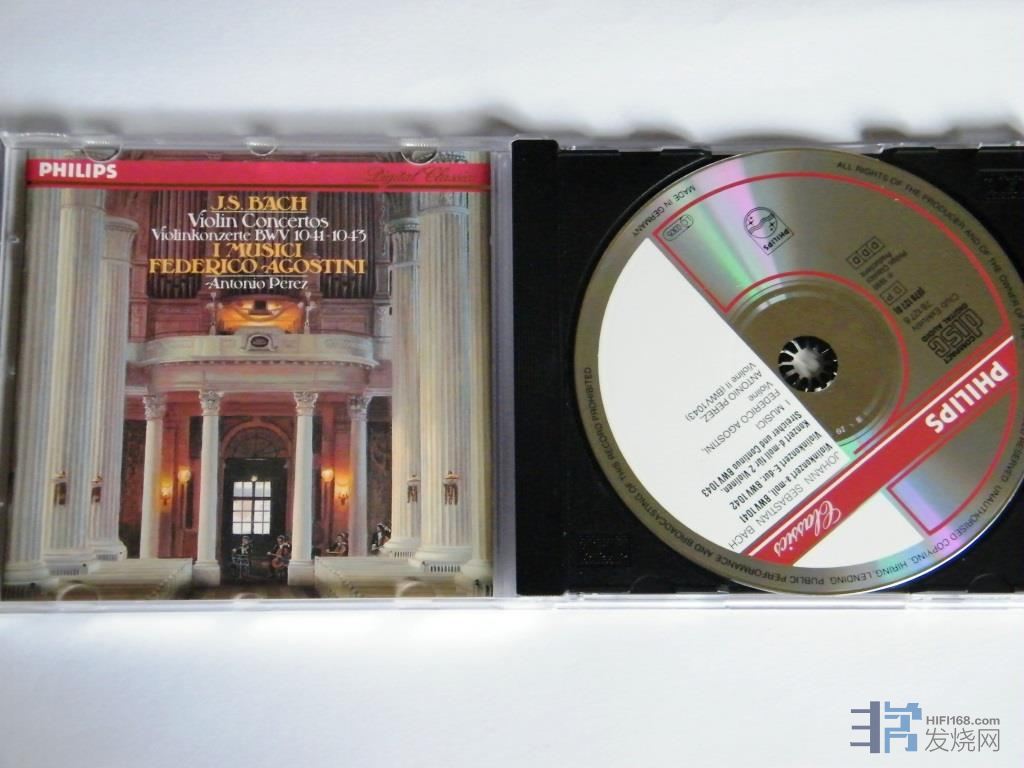 PHILIPS
Digital Classics
J.S. BACH
Violin Concertos
Violinkonzerte·BWV 1041-1043
I MUSICI
FEDERICO AGOSTINI
Antonio Perez
MADE IN GERMANY
ALL RIGHTS OF THE PRODUCER AND OF THE OWNER OF
RESERVED. UNAUTHORISED COPYING, HIRING, LENDING, PUBLIC PERFORMANCE AND BROADCASTING OF THIS RECORD PROHIBITED
PHILIPS
DDD
COMPACT
disc
DIGITAL AUDIO
PHILIPS
Classics
JOHANN SEBASTIAN BACH
Violinkonzert a-moll, BWV 1041
Violinkonzert E-dur, BWV 1042
Konzert d-moll für 2 Violinen,
Streicher und Continuo BWV 1043
I MUSICI
FEDERICO AGOSTINI,
Violine
ANTONIO PEREZ,
Violine II (BWV1043)
HIFI168.com
发烧网